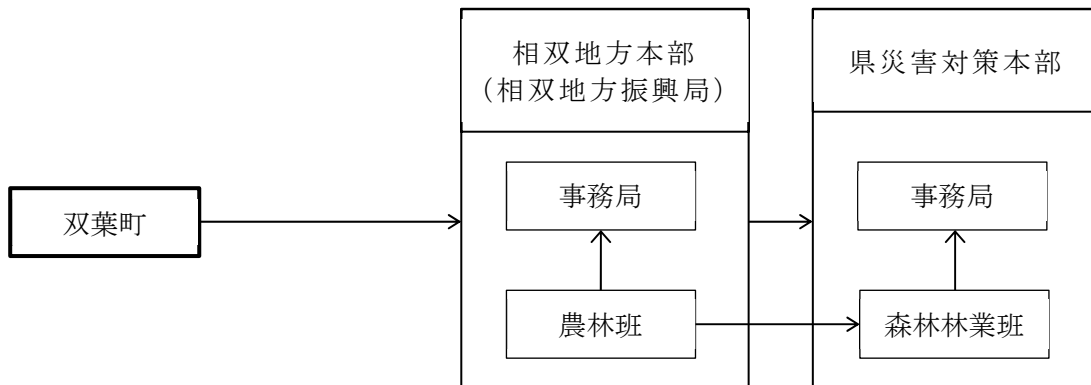 相双地方本部
（相双地方振興局）
県災害対策本部
双葉町
事務局
事務局
農林班
森林林業班